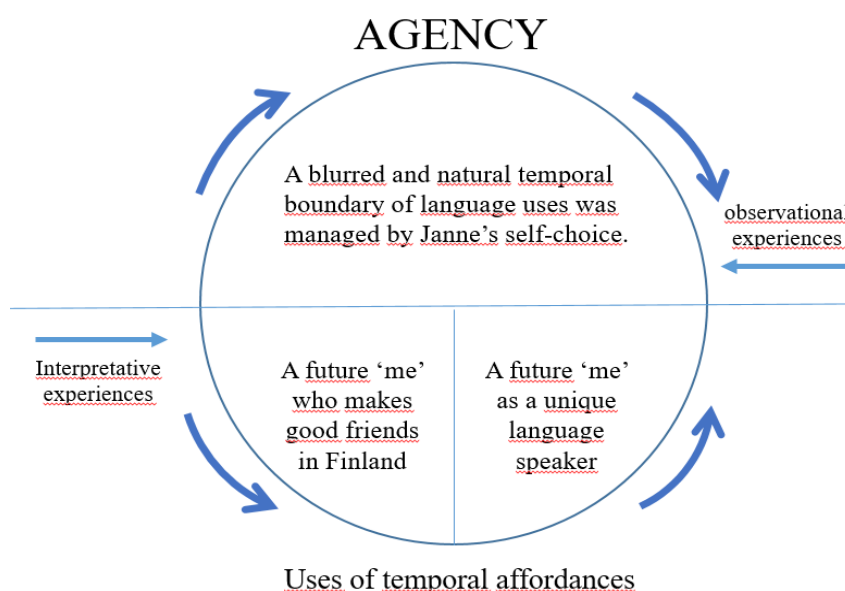 AGENCY
A blurred and natural temporal
boundary of language uses was
managed by Janne’s self-choice.
observational
experiences
Interpretative
experiences
A future ‘me’
who makes
good friends
in Finland
A future ‘me’
as a unique
language
speaker
Uses of temporal affordances